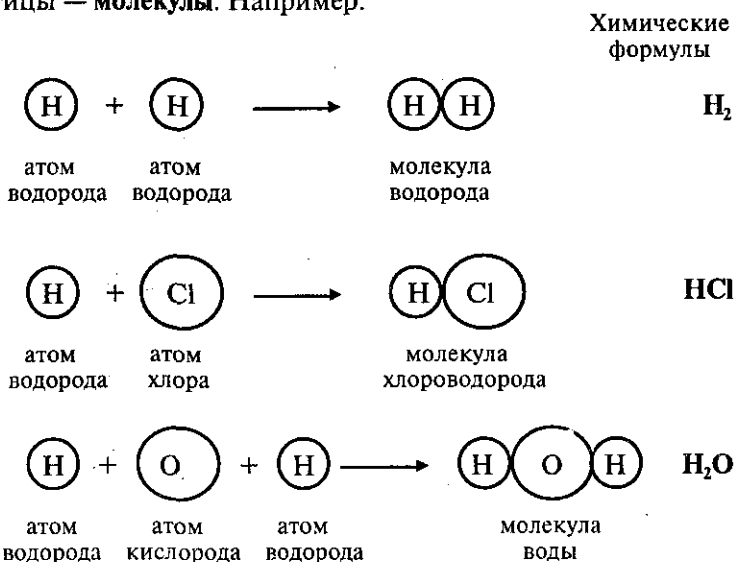 — молекулы. Например:
Химические
формулы
H + H → H H H₂
атом атом молекула
водорода водорода водорода
H + Cl → H Cl HCl
атом атом молекула
водорода хлора хлороводорода
H + O + H → H O H H₂O
атом атом атом молекула
водорода кислорода водорода воды